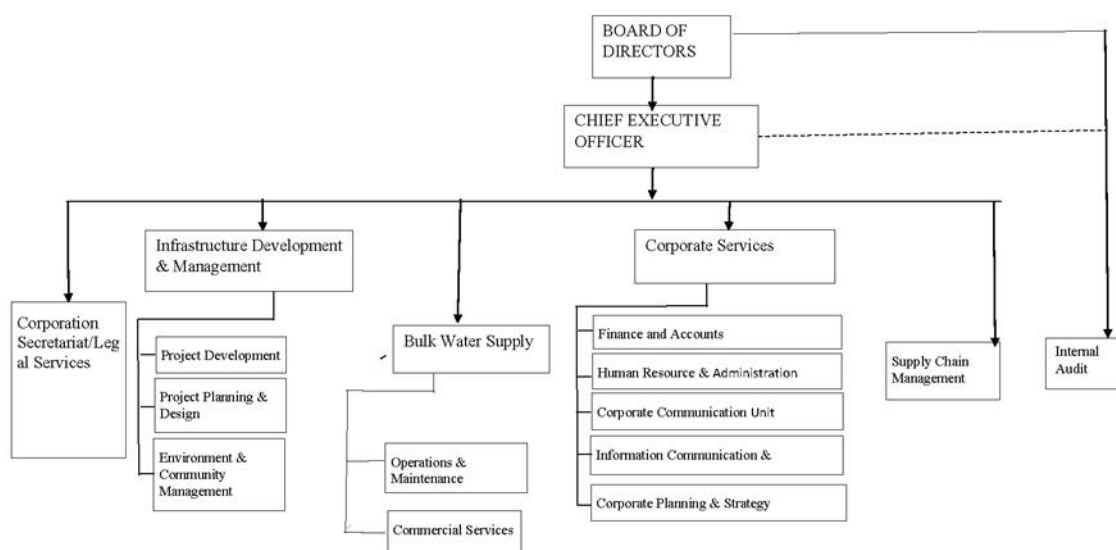 BOARD OF
DIRECTORS
CHIEF EXECUTIVE
OFFICER
Infrastructure Development
& Management
Corporate Services
Corporation
Secretariat/Leg
al Services
Project Development
Project Planning &
Design
Environment &
Community
Management
Bulk Water Supply
Operations &
Maintenance
Commercial Services
Finance and Accounts
Human Resource & Administration
Corporate Communication Unit
Information Communication &
Corporate Planning & Strategy
Supply Chain
Management
Internal
Audit